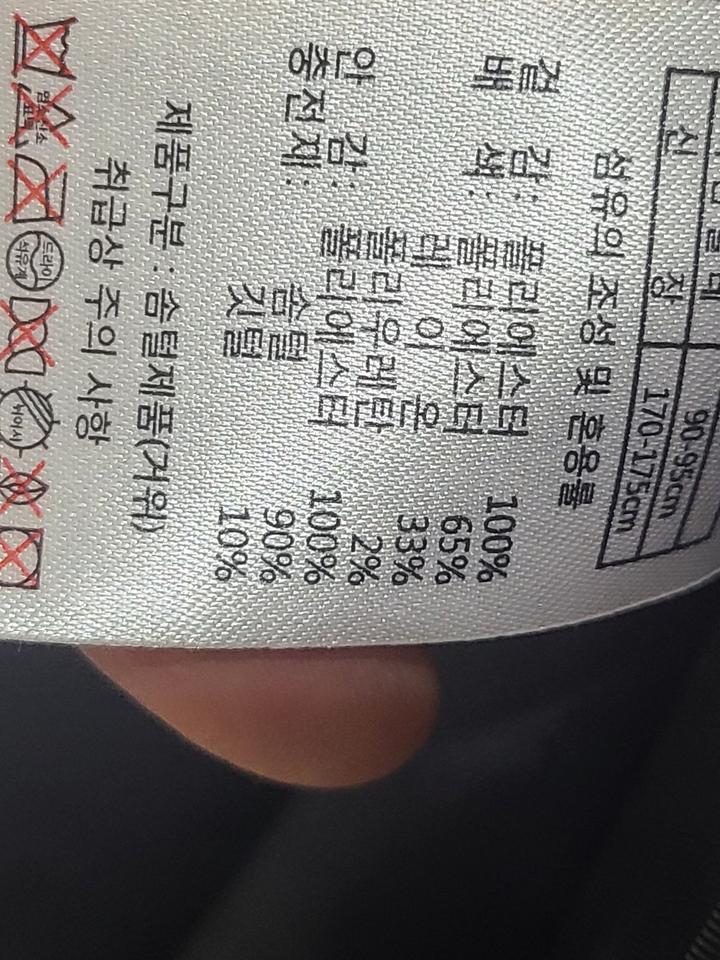 90-95cm
신 장 170-175cm
섬유의 조성 및 혼용률
겉 감: 폴리에스터 100%
배 색: 폴리에스터 65%
레 이 온 33%
폴리우레탄 2%
안 감: 폴리에스터 100%
충전재: 솜털 90%
깃털 10%
제품구분 : 솜털제품(거위)
취급상 주의 사항
드라이
석유계
뉘어서